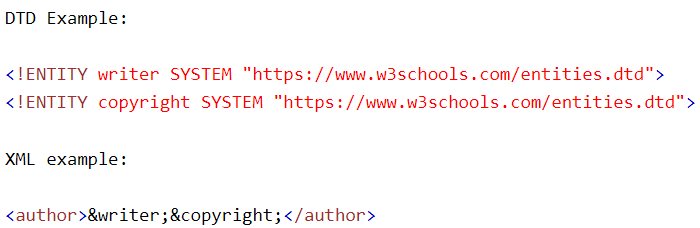 DTD Example:
<!ENTITY writer SYSTEM "https://www.w3schools.com/entities.dtd">
<!ENTITY copyright SYSTEM "https://www.w3schools.com/entities.dtd">
XML example:
<author>&writer;&copyright;</author>